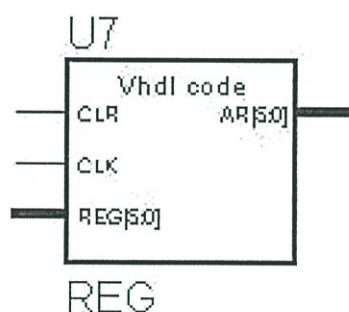 U7
Vhdl code
CLR AR[5:0]
CLK
REG[5:0]
REG